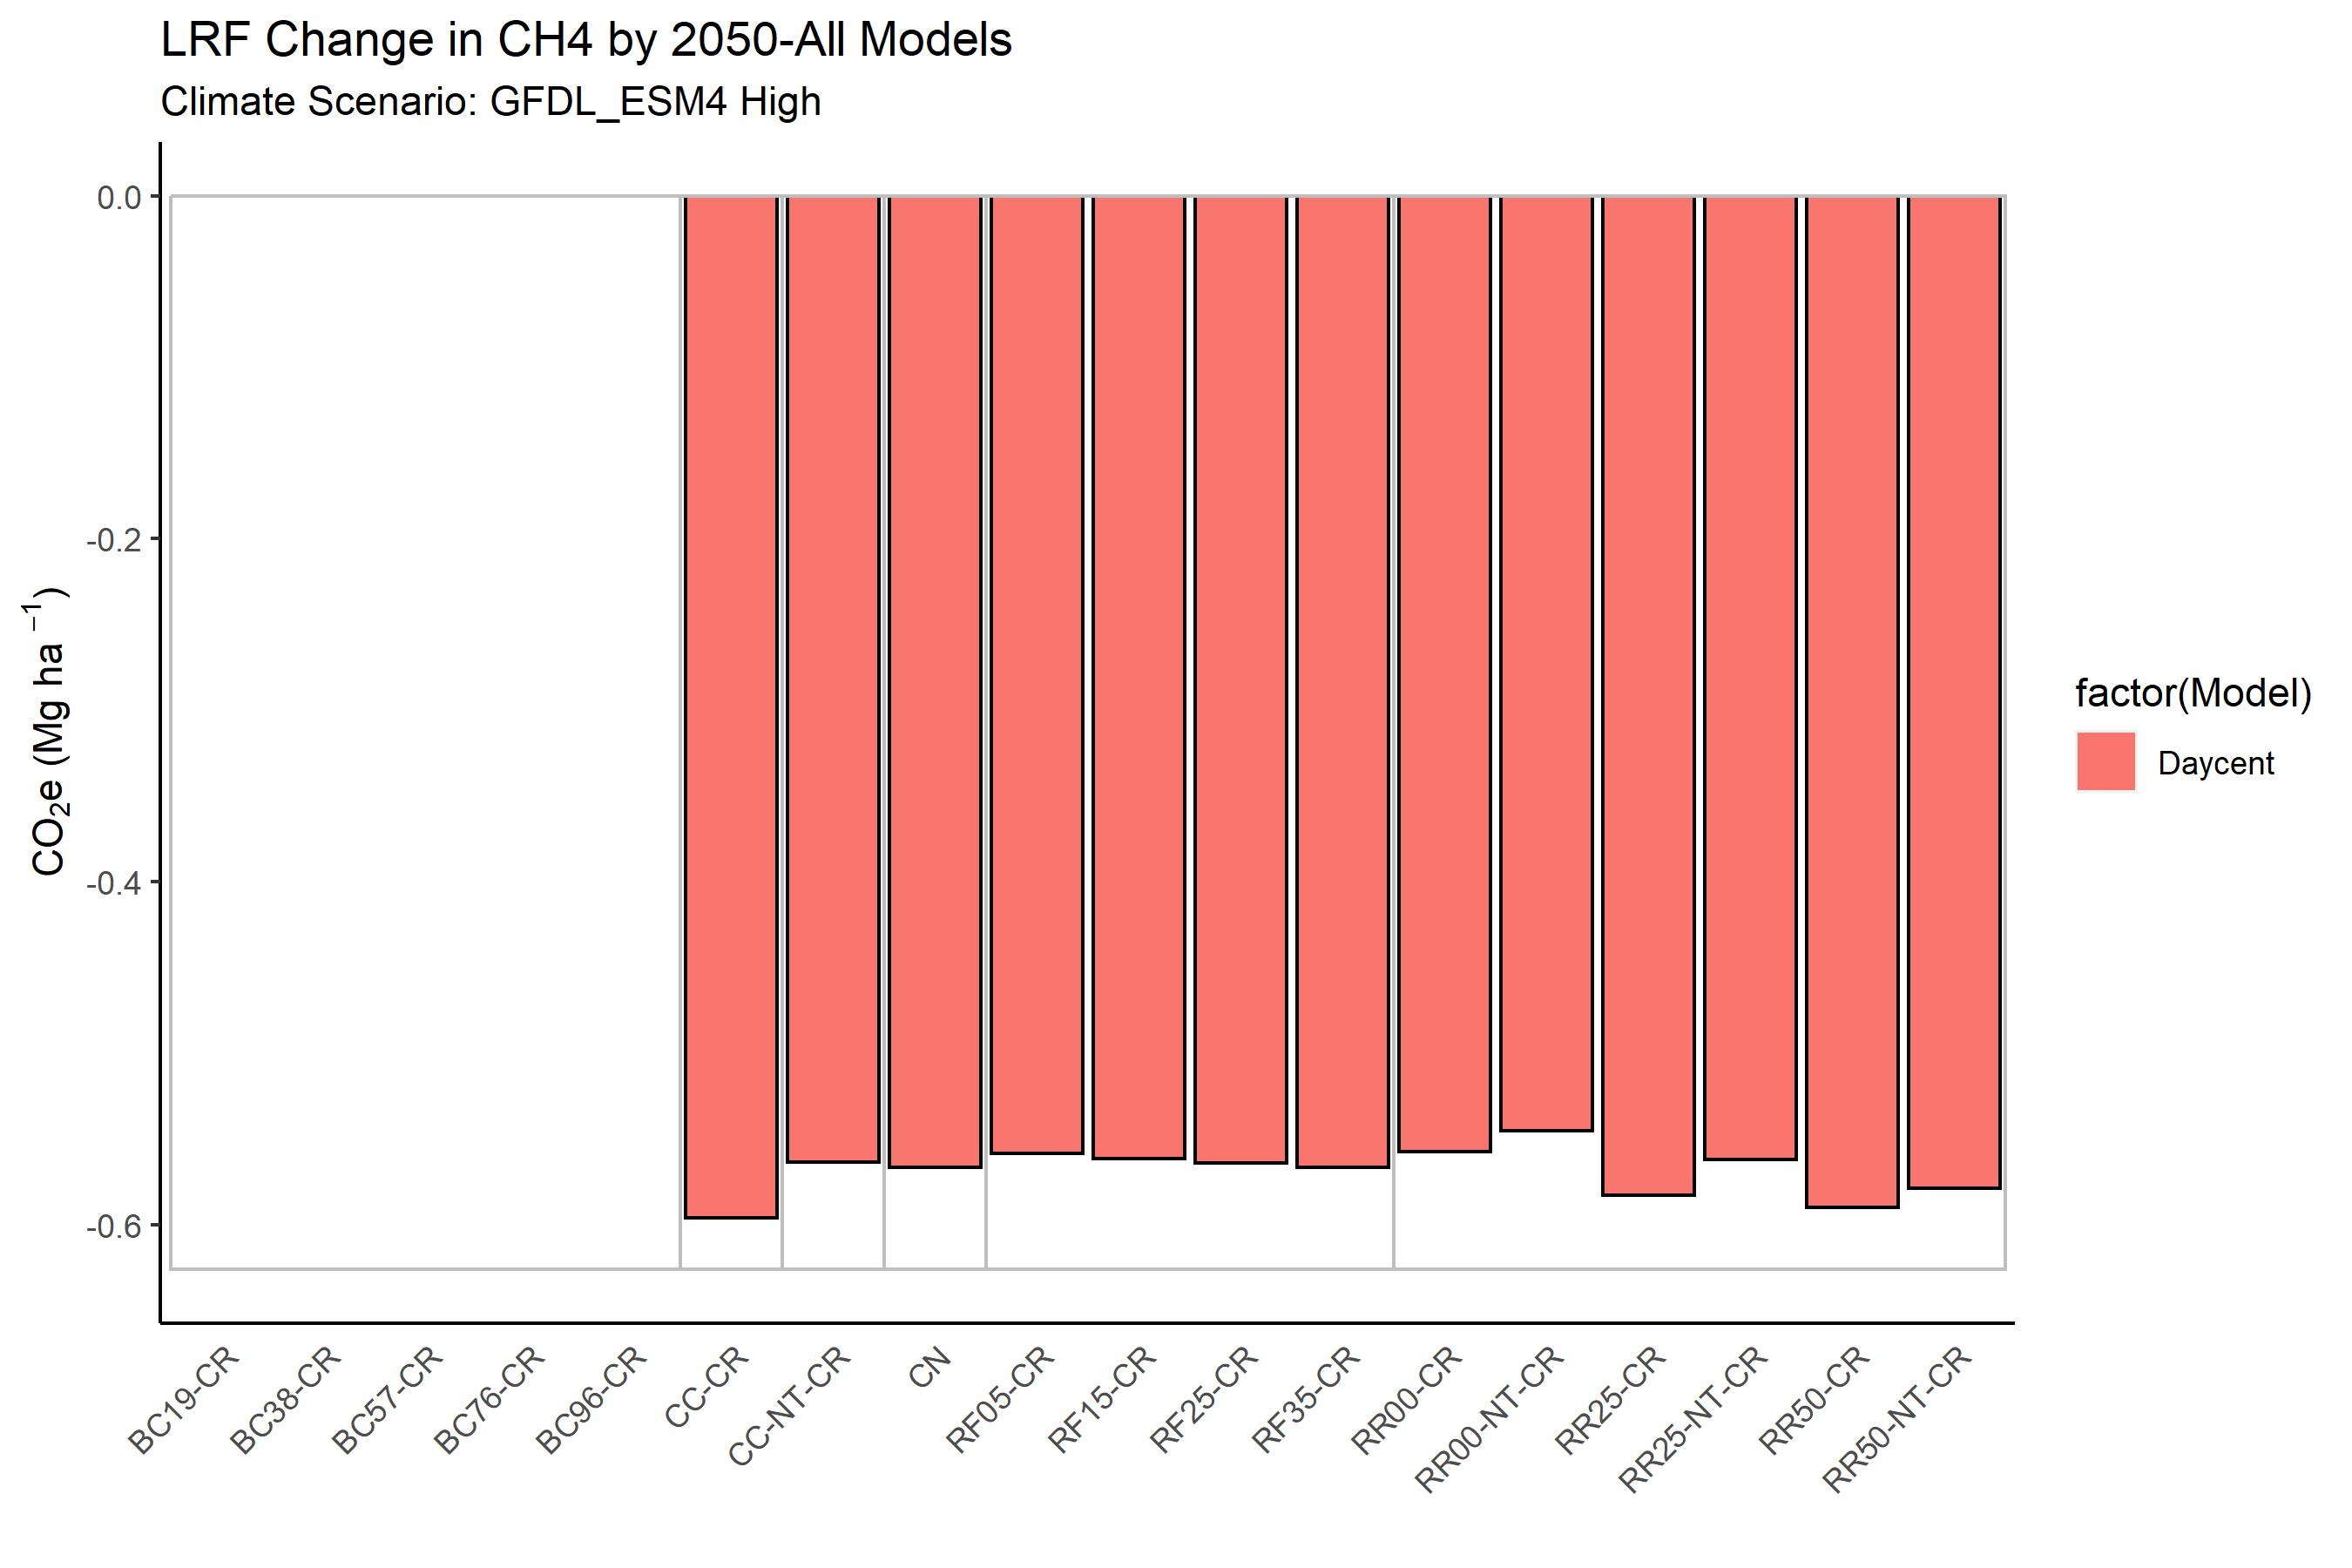 LRF Change in CH4 by 2050-All Models
Climate Scenario: GFDL_ESM4 High
CO₂e (Mg ha ⁻¹)
0.0
-0.2
-0.4
-0.6
BC19-CR
BC38-CR
BC57-CR
BC76-CR
BC96-CR
CC-CR
CC-NT-CR
CN
RF05-CR
RF15-CR
RF25-CR
RF35-CR
RR00-CR
RR00-NT-CR
RR25-CR
RR25-NT-CR
RR50-CR
RR50-NT-CR
factor(Model)
Daycent